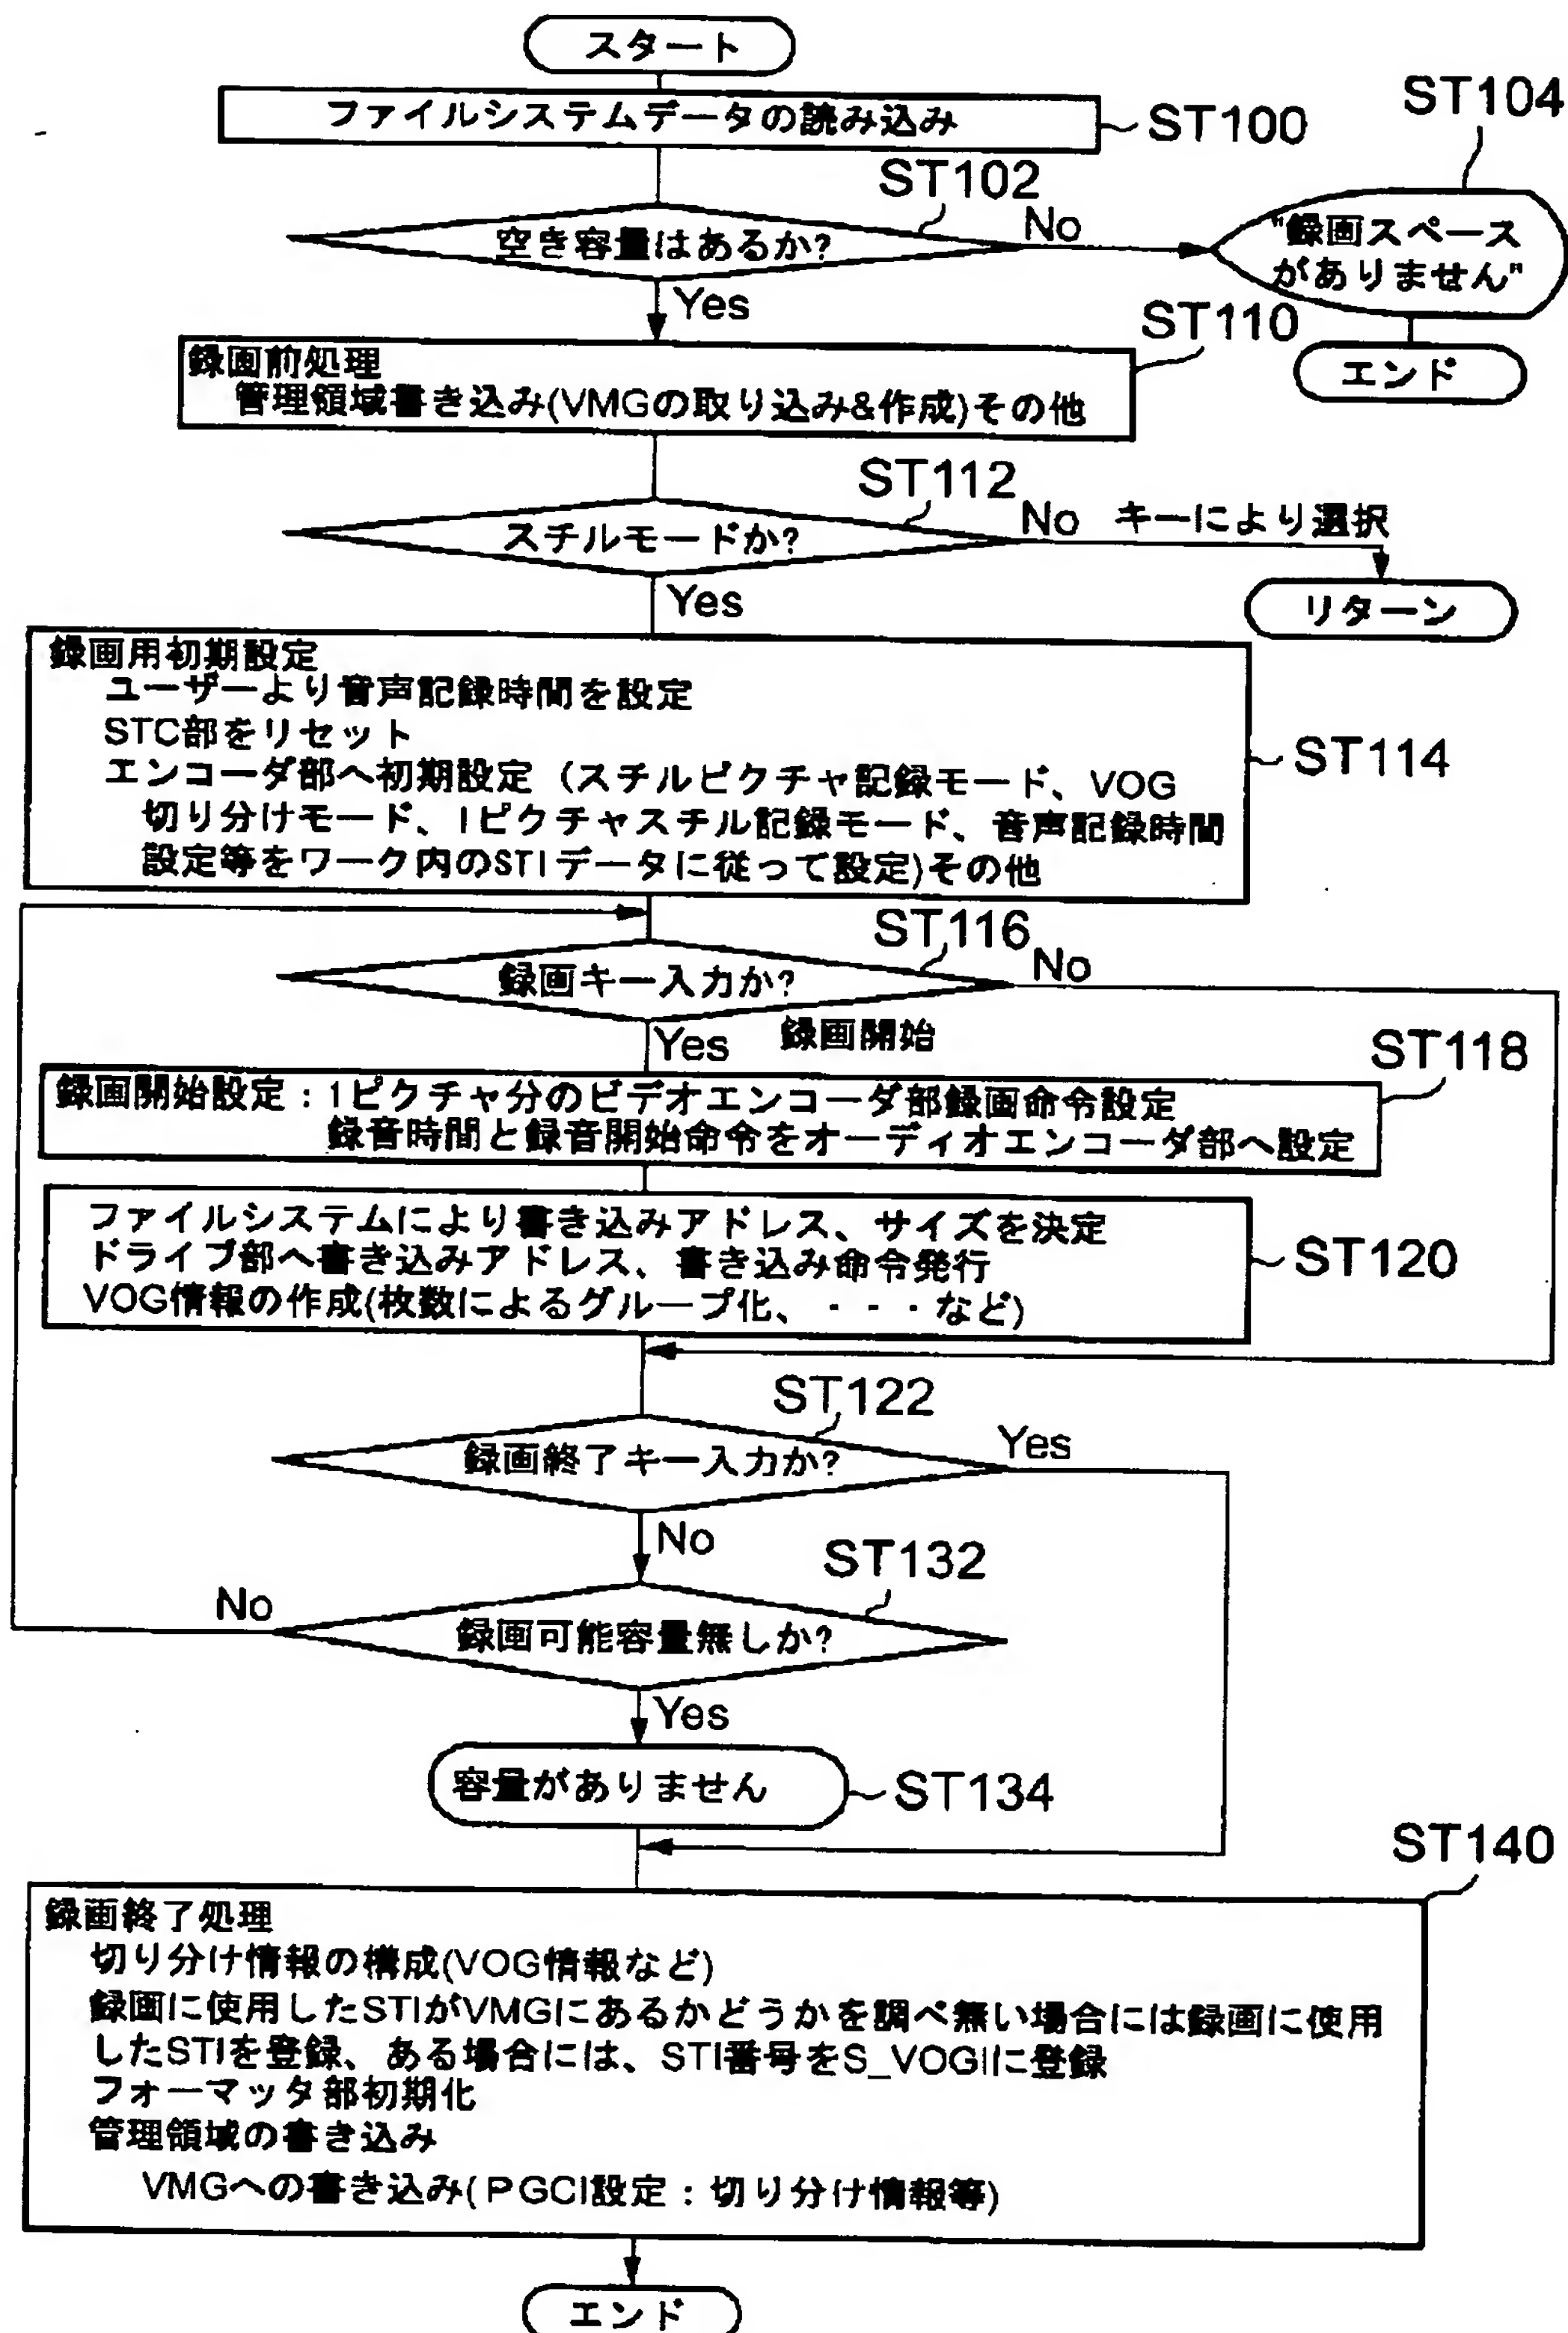 スタート
ファイルシステムデータの読み込み
ST100
ST104
ST102
空き容量はあるか?
No
"録画スペース
がありません"
Yes
エンド
ST110
録画前処理
管理領域書き込み(VMGの取り込み&作成)その他
ST112
スチルモードか?
No キーにより選択
Yes
リターン
録画用初期設定
ユーザーより音声記録時間を設定
STC部をリセット
エンコーダ部へ初期設定（スチルピクチャ記録モード、VOG
切り分けモード、1ピクチャスチル記録モード、音声記録時間
設定等をワーク内のSTIデータに従って設定)その他
ST114
ST116
録画キー入力か?
No
Yes 録画開始
ST118
録画開始設定：1ピクチャ分のビデオエンコーダ部録画命令設定
録音時間と録音開始命令をオーディオエンコーダ部へ設定
ファイルシステムにより書き込みアドレス、サイズを決定
ドライブ部へ書き込みアドレス、書き込み命令発行
VOG情報の作成(枚数によるグループ化、・・・など)
ST120
ST122
録画終了キー入力か?
Yes
No
ST132
No
録画可能容量無しか?
Yes
容量がありません
ST134
ST140
録画終了処理
切り分け情報の構成(VOG情報など)
録画に使用したSTIがVMGにあるかどうかを調べ無い場合には録画に使用
したSTIを登録、ある場合には、STI番号をS_VOGIに登録
フォーマッタ部初期化
管理領域の書き込み
VMGへの書き込み(PGCI設定：切り分け情報等)
エンド